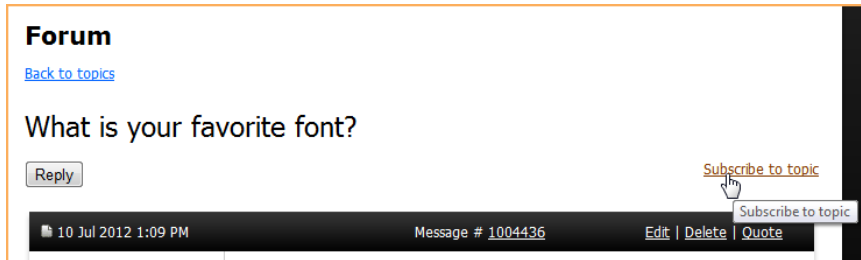 Forum
Back to topics
What is your favorite font?
Reply
Subscribe to topic
Subscribe to topic
10 Jul 2012 1:09 PM Message # 1004436 Edit | Delete | Quote